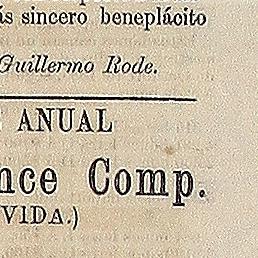 ás sincero beneplácito
Guillermo Rode.
ANUAL
nce Comp.
VIDA.)